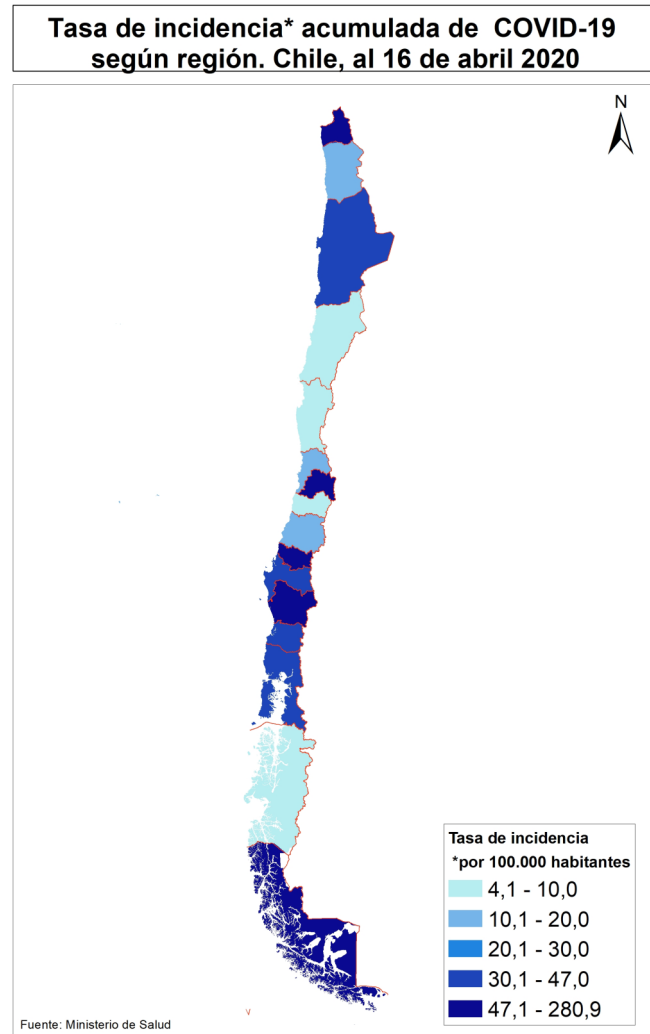 Tasa de incidencia* acumulada de COVID-19
según región. Chile, al 16 de abril 2020
N
Tasa de incidencia
*por 100.000 habitantes
4,1 - 10,0
10,1 - 20,0
20,1 - 30,0
30,1 - 47,0
47,1 - 280,9
Fuente: Ministerio de Salud